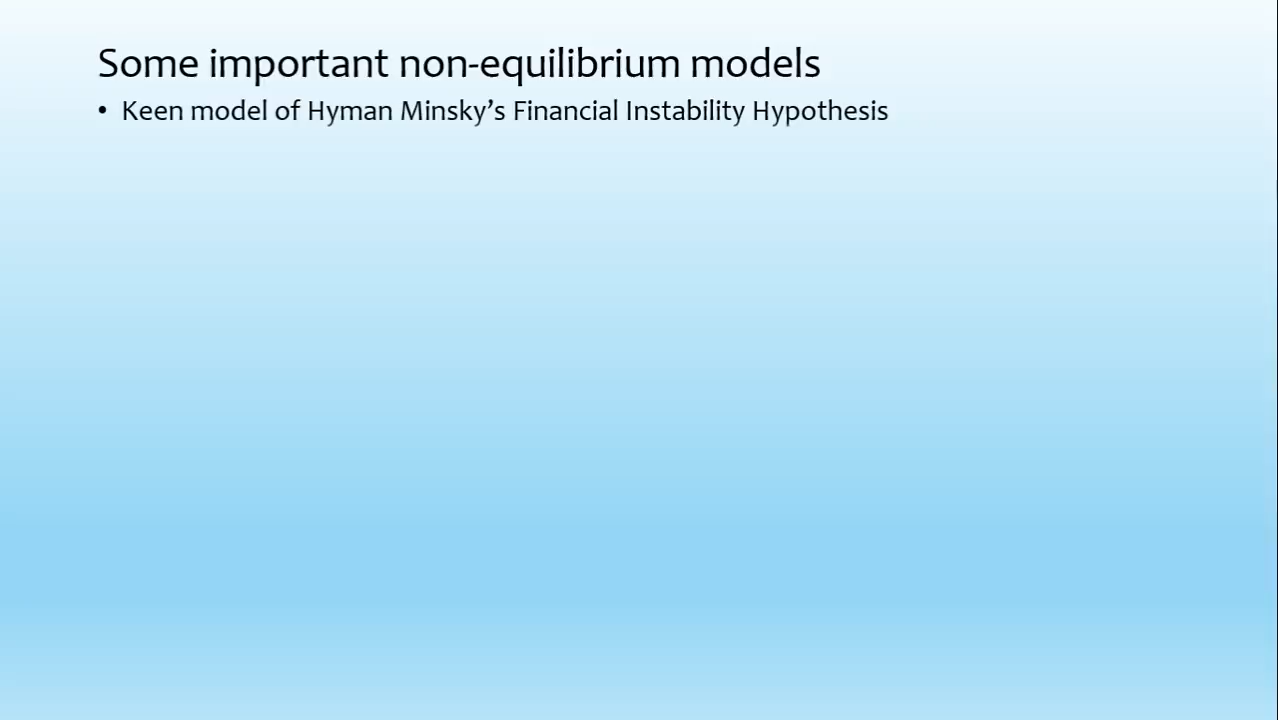 Some important non-equilibrium models
• Keen model of Hyman Minsky’s Financial Instability Hypothesis